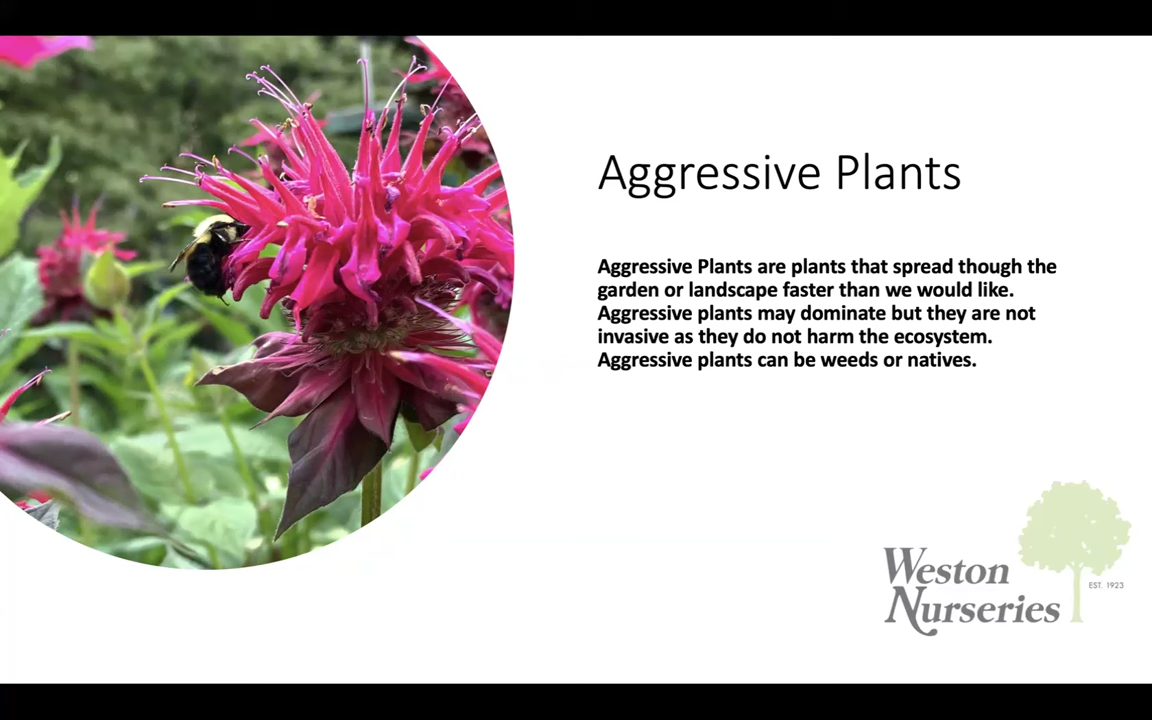 Aggressive Plants
Aggressive Plants are plants that spread though the
garden or landscape faster than we would like.
Aggressive plants may dominate but they are not
invasive as they do not harm the ecosystem.
Aggressive plants can be weeds or natives.
Weston
Nurseries
EST. 1923